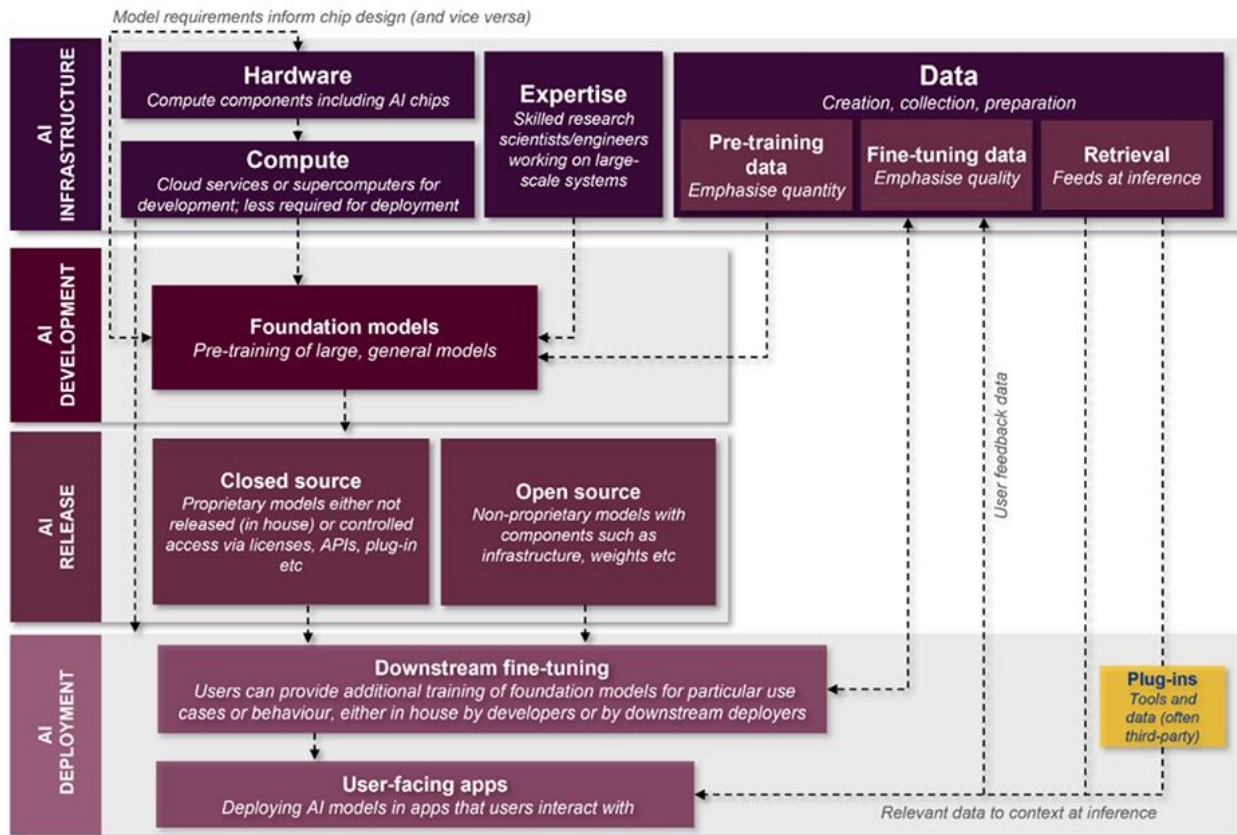 Model requirements inform chip design (and vice versa)
AI
INFRASTRUCTURE
Hardware
Compute components including AI chips
Compute
Cloud services or supercomputers for
development; less required for deployment
Expertise
Skilled research
scientists/engineers
working on large-
scale systems
Data
Creation, collection, preparation
Pre-training
data
Emphasise quantity
Fine-tuning data
Emphasise quality
Retrieval
Feeds at inference
AI
DEVELOPMENT
Foundation models
Pre-training of large, general models
AI
RELEASE
Closed source
Proprietary models either not
released (in house) or controlled
access via licenses, APIs, plug-in
etc
Open source
Non-proprietary models with
components such as
infrastructure, weights etc
User feedback data
AI
DEPLOYMENT
Downstream fine-tuning
Users can provide additional training of foundation models for particular use
cases or behaviour, either in house by developers or by downstream deployers
Plug-ins
Tools and
data (often
third-party)
User-facing apps
Deploying AI models in apps that users interact with
Relevant data to context at inference